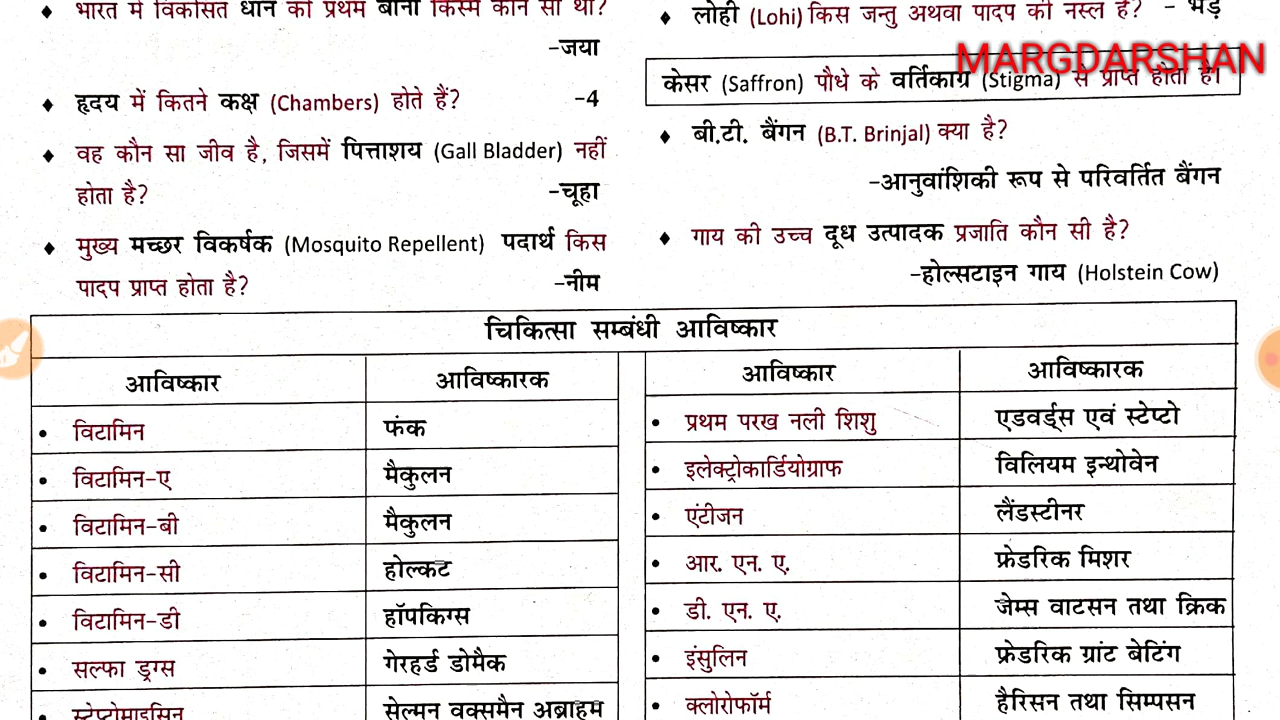 भारत में विकसित धान की प्रथम बौनी किस्म कौन सी थी?
-जया
♦ हृदय में कितने कक्ष (Chambers) होते हैं? -4
♦ वह कौन सा जीव है, जिसमें पित्ताशय (Gall Bladder) नहीं
होता है? -चूहा
♦ मुख्य मच्छर विकर्षक (Mosquito Repellent) पदार्थ किस
पादप प्राप्त होता है? -नीम
♦ लोही (Lohi) किस जन्तु अथवा पादप की नस्ल है? - भेड़
MARGDARSHAN
केसर (Saffron) पौधे के वर्तिकाग्र (Stigma) से प्राप्त होता है।
♦ बी.टी. बैंगन (B.T. Brinjal) क्या है?
-आनुवांशिकी रूप से परिवर्तित बैंगन
♦ गाय की उच्च दूध उत्पादक प्रजाति कौन सी है?
-होल्सटाइन गाय (Holstein Cow)
चिकित्सा सम्बंधी आविष्कार
आविष्कार आविष्कारक
• विटामिन फंक
• विटामिन-ए मैकुलन
• विटामिन-बी मैकुलन
• विटामिन-सी होल्कट
• विटामिन-डी हॉपकिग्स
• सल्फा ड्रग्स गेरहर्ड डोमैक
• स्ट्रेप्टोमाइसिन सेल्मन वक्समैन अब्राहम
आविष्कार आविष्कारक
• प्रथम परख नली शिशु एडवर्ड्स एवं स्टेप्टो
• इलेक्ट्रोकार्डियोग्राफ विलियम इन्थोवेन
• एंटीजन लैंडस्टीनर
• आर. एन. ए. फ्रेडरिक मिशर
• डी. एन. ए. जेम्स वाटसन तथा क्रिक
• इंसुलिन फ्रेडरिक ग्रांट बेटिंग
• क्लोरोफॉर्म हैरिसन तथा सिम्पसन